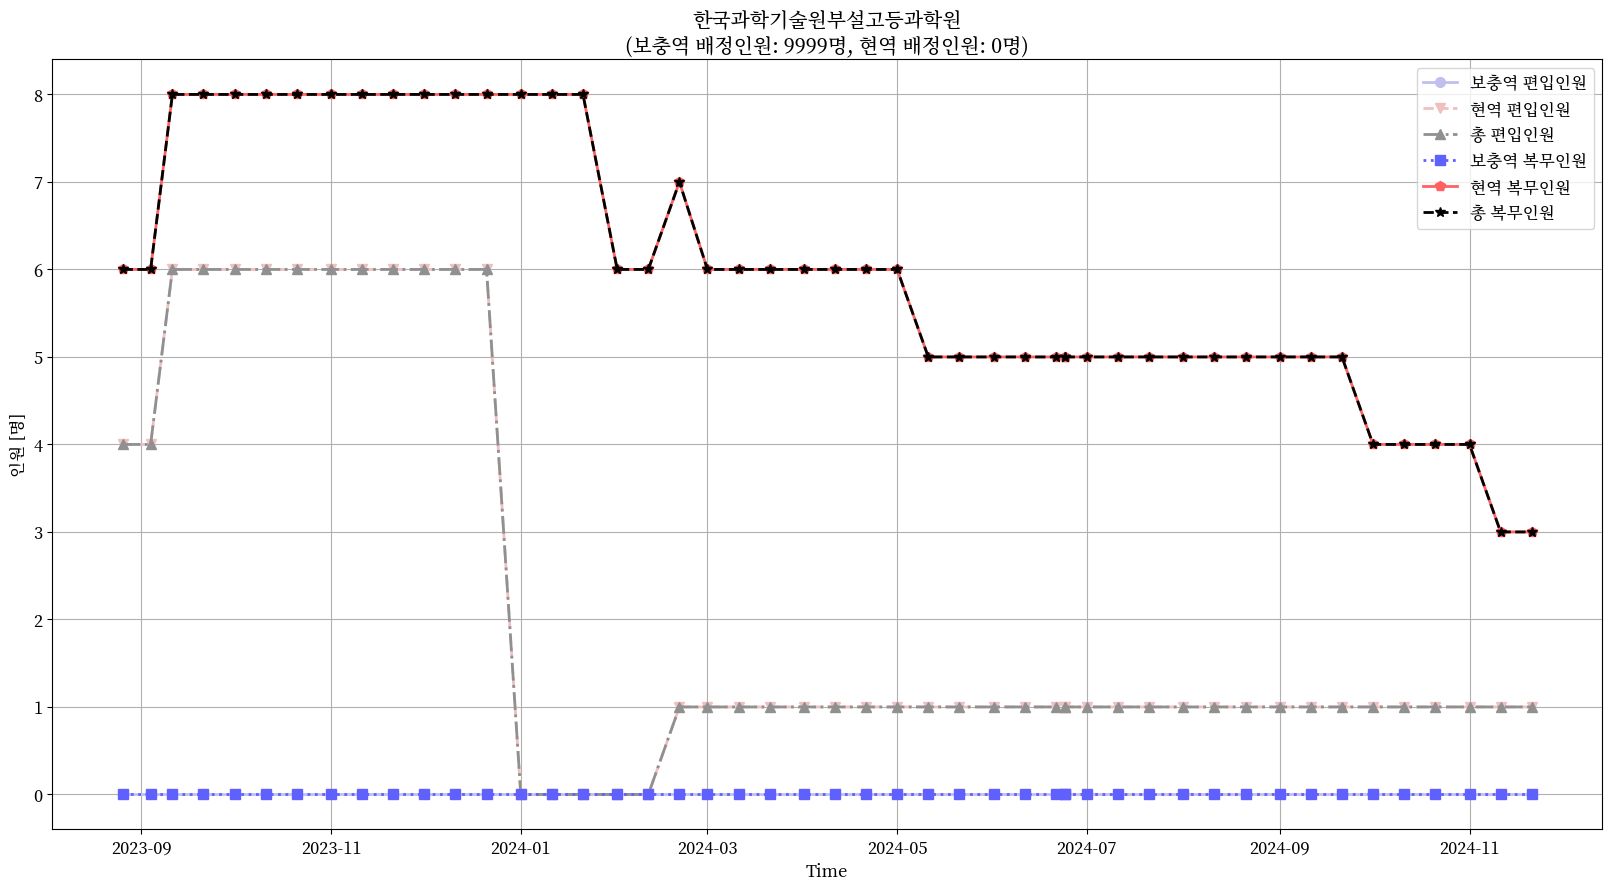 한국과학기술원부설고등과학원
(보충역 배정인원: 9999명, 현역 배정인원: 0명)
보충역 편입인원
현역 편입인원
총 편입인원
보충역 복무인원
현역 복무인원
총 복무인원
인원 [명]
8
7
6
5
4
3
2
1
0
2023-09
2023-11
2024-01
2024-03
2024-05
2024-07
2024-09
2024-11
Time